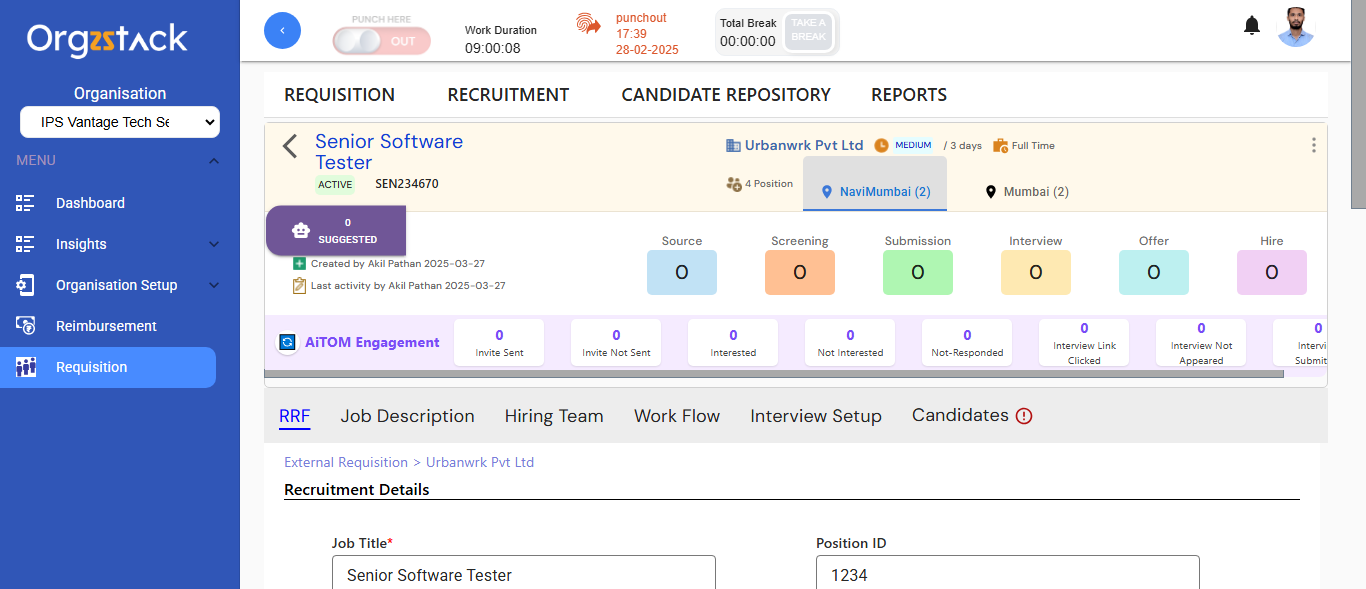 Orgzstack
Organisation
IPS Vantage Tech Se
MENU
Dashboard
Insights
Organisation Setup
Reimbursement
Requisition
PUNCH HERE
OUT
Work Duration
09:00:08
punchout
17:39
28-02-2025
Total Break
00:00:00
TAKE A
BREAK
REQUISITION
RECRUITMENT
CANDIDATE REPOSITORY
REPORTS
Senior Software
Tester
ACTIVE
SEN234670
Urbanwrk Pvt Ltd
MEDIUM
/ 3 days
Full Time
4 Position
NaviMumbai (2)
Mumbai (2)
0
SUGGESTED
Created by Akil Pathan 2025-03-27
Last activity by Akil Pathan 2025-03-27
Source
0
Screening
0
Submission
0
Interview
0
Offer
0
Hire
0
AiTOM Engagement
0
Invite Sent
0
Invite Not Sent
0
Interested
0
Not Interested
0
Not-Responded
0
Interview Link
Clicked
0
Interview Not
Appeared
0
Intervi
Submit
RRF
Job Description
Hiring Team
Work Flow
Interview Setup
Candidates
External Requisition > Urbanwrk Pvt Ltd
Recruitment Details
Job Title*
Senior Software Tester
Position ID
1234